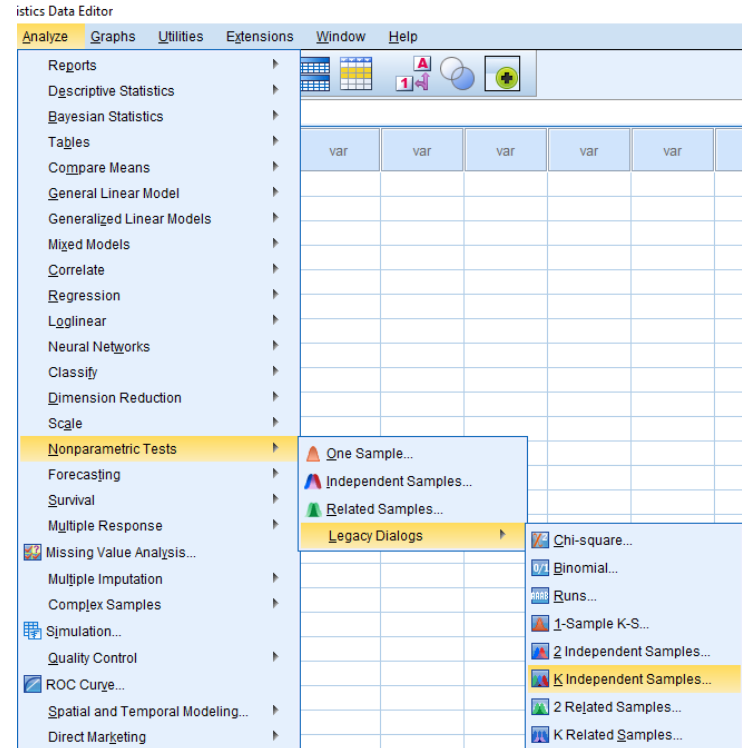 istics Data Editor
Analyze Graphs Utilities Extensions Window Help
Reports
Descriptive Statistics
Bayesian Statistics
Tables
Compare Means
General Linear Model
Generalized Linear Models
Mixed Models
Correlate
Regression
Loglinear
Neural Networks
Classify
Dimension Reduction
Scale
Nonparametric Tests
Forecasting
Survival
Multiple Response
Missing Value Analysis...
Multiple Imputation
Complex Samples
Simulation...
Quality Control
ROC Curve...
Spatial and Temporal Modeling...
Direct Marketing
A
1
var var var var var
One Sample...
Independent Samples...
Related Samples...
Legacy Dialogs
Chi-square...
0/1 Binomial...
AAAB Runs...
1-Sample K-S...
2 Independent Samples...
K Independent Samples...
2 Related Samples...
K Related Samples...